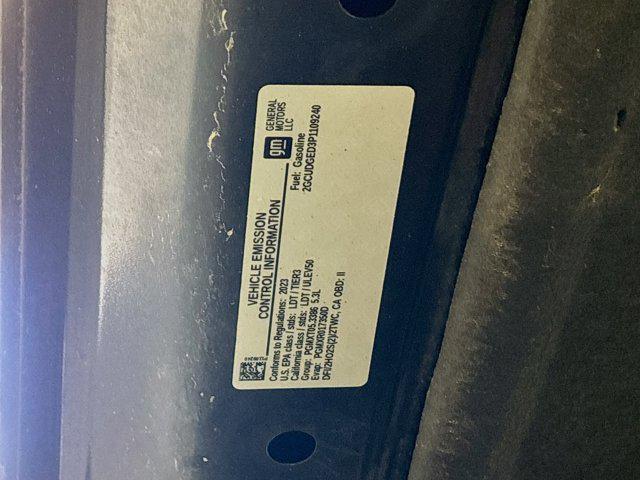 P1109240
VEHICLE EMISSION
CONTROL INFORMATION
gm
GENERAL
MOTORS
LLC
Conforms to Regulations: 2023
U.S. EPA class / stds: LDT / TIER3
California class / stds: LDT / ULEV50
Group: PGMXT05.3386 5.3L
Evap: PGMXR0173500
DFI/2HO2S(2)/2TWC, CA OBD: II
Fuel: Gasoline
2GCUDGED3P1109240